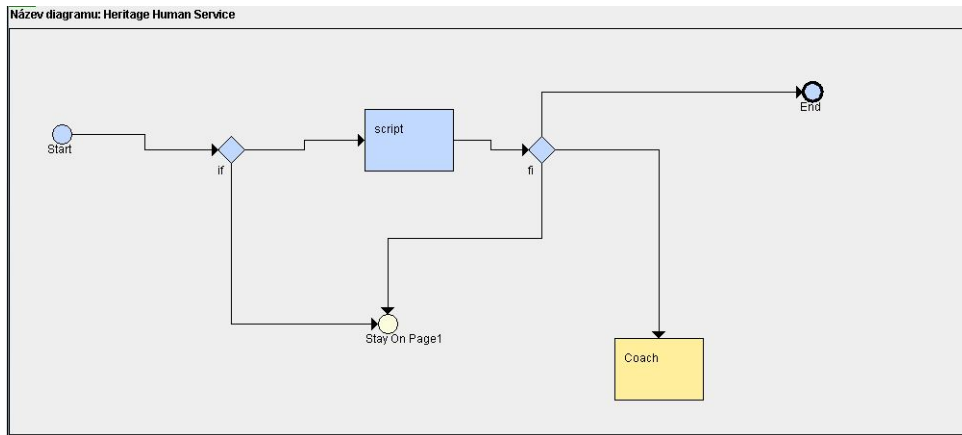 Název diagramu: Heritage Human Service
script
End
Start
if
fi
Stay On Page1
Coach